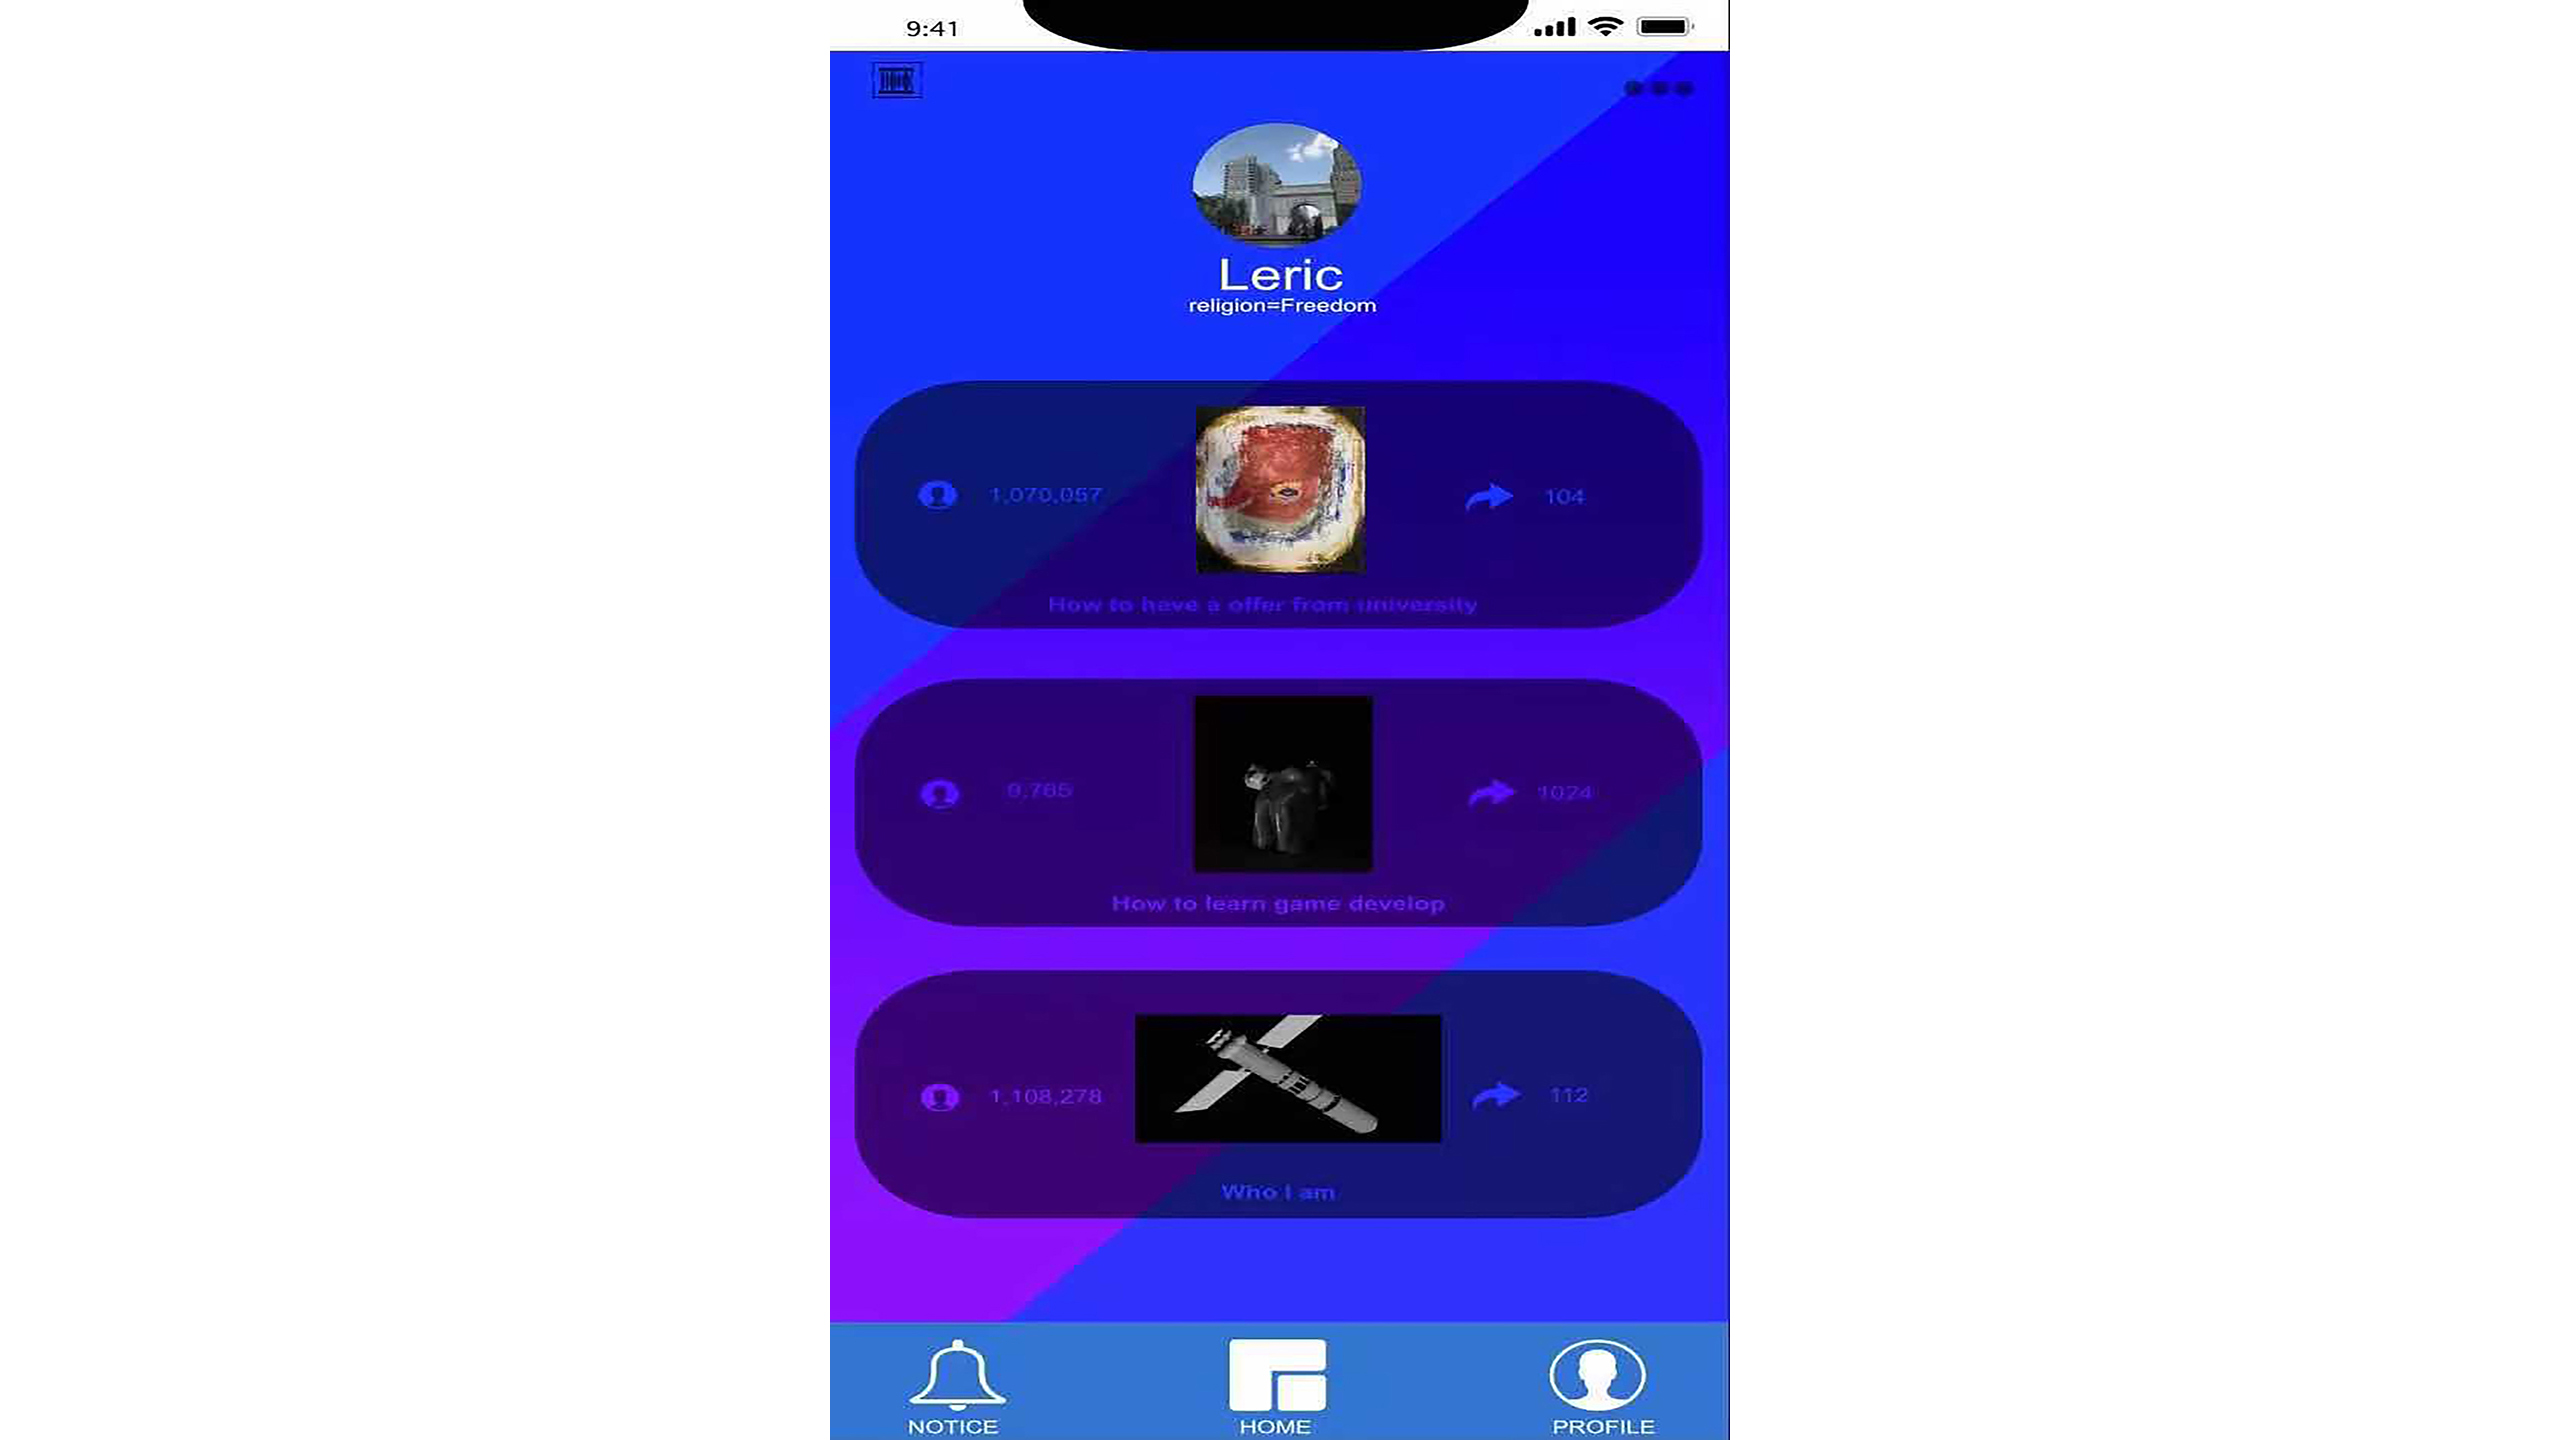 9:41
Leric
religion=Freedom
1,070,057
104
How to have a offer from university
9,765
1024
How to learn game develop
1,108,278
112
Who I am
NOTICE
HOME
PROFILE